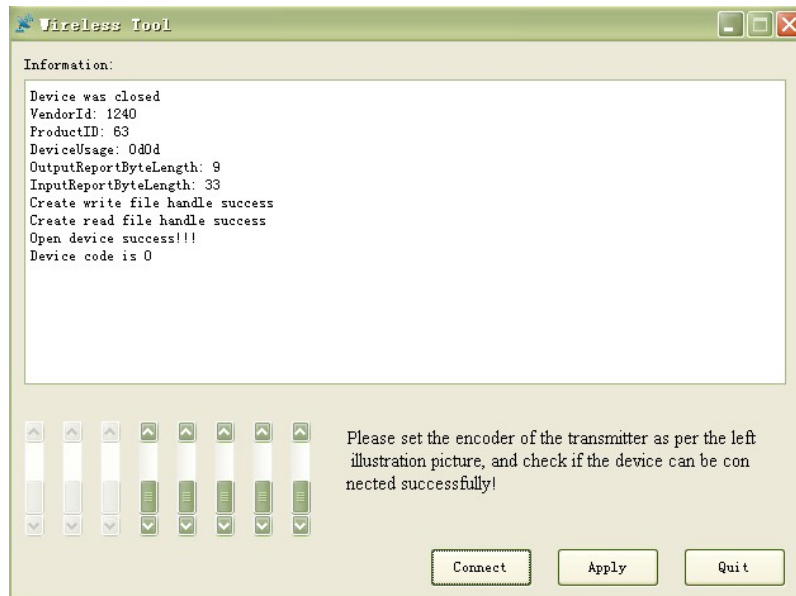 Wireless Tool
Information:
Device was closed
VendorId: 1240
ProductID: 63
DeviceUsage: 0d0d
OutputReportByteLength: 9
InputReportByteLength: 33
Create write file handle success
Create read file handle success
Open device success!!!
Device code is 0
Please set the encoder of the transmitter as per the left
illustration picture, and check if the device can be con
nected successfully!
Connect Apply Quit